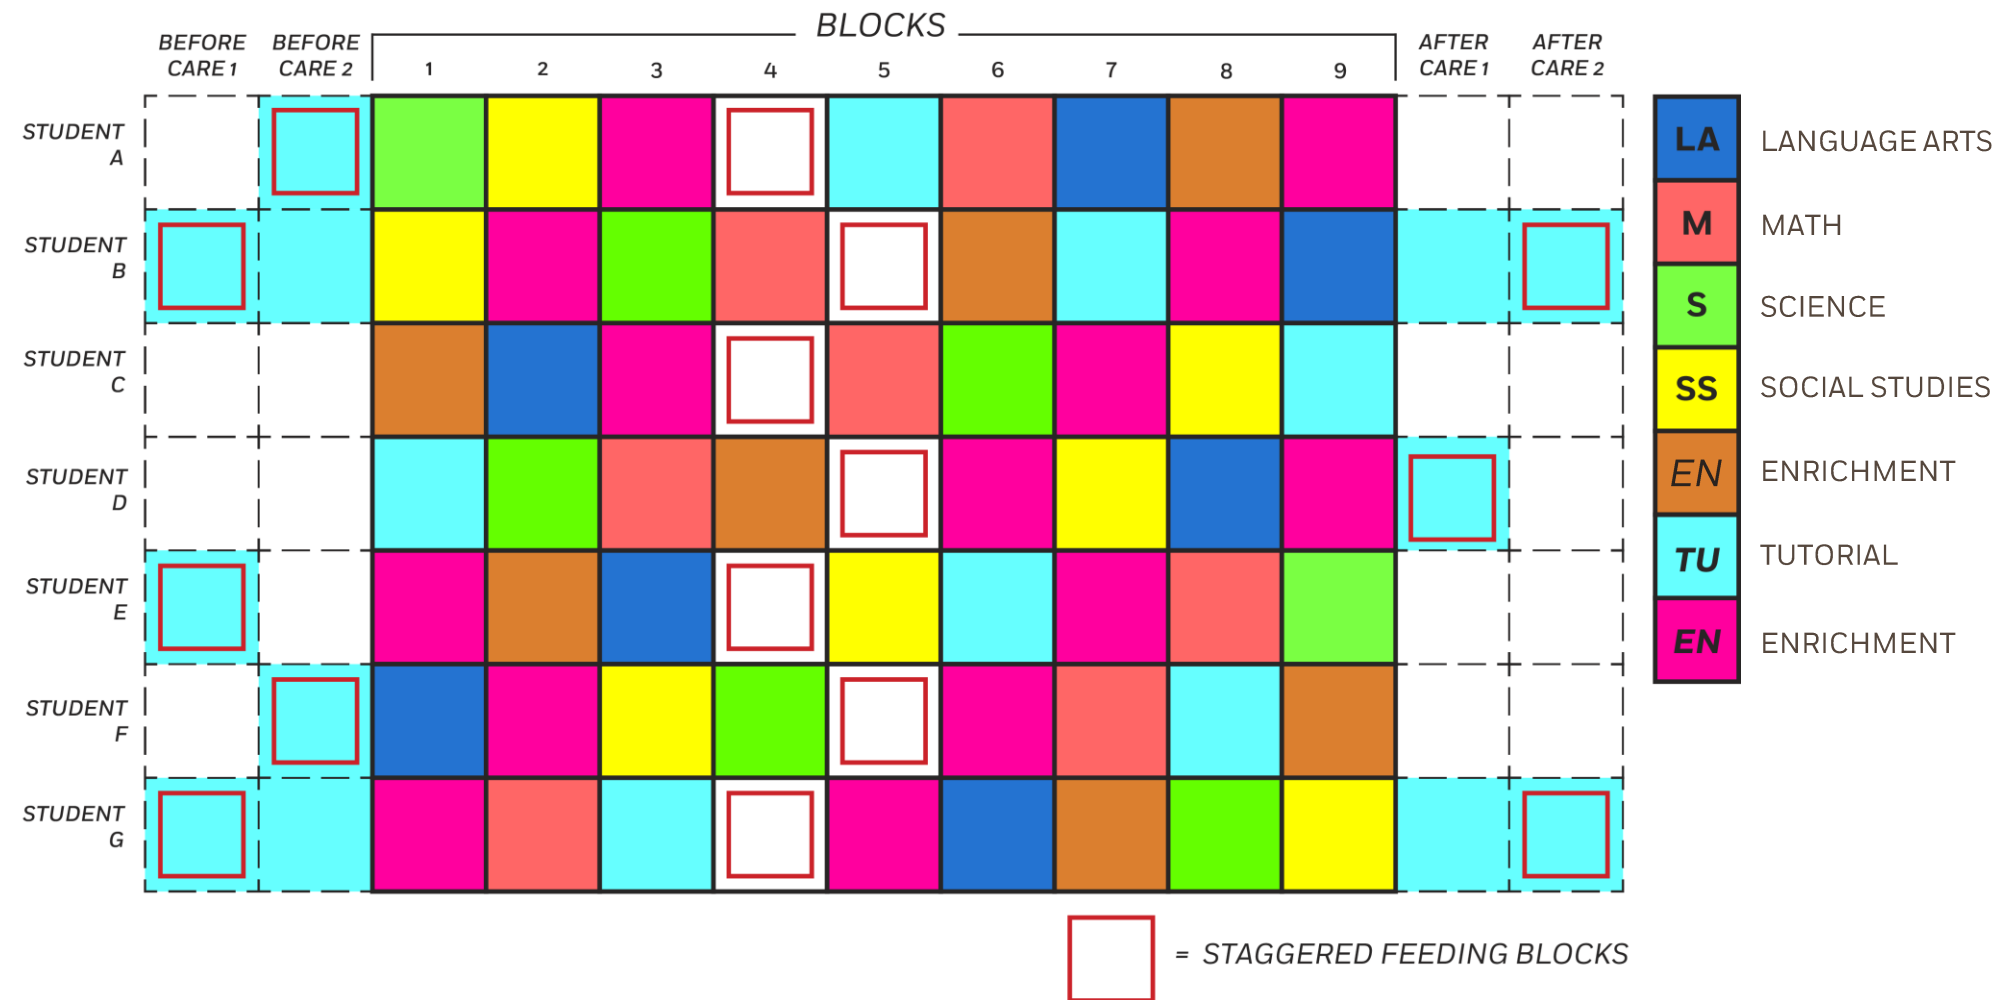 BLOCKS
BEFORE CARE 1
BEFORE CARE 2
1 2 3 4 5 6 7 8 9
AFTER CARE 1
AFTER CARE 2
STUDENT A
STUDENT B
STUDENT C
STUDENT D
STUDENT E
STUDENT F
STUDENT G
LA LANGUAGE ARTS
M MATH
S SCIENCE
SS SOCIAL STUDIES
EN ENRICHMENT
TU TUTORIAL
EN ENRICHMENT
= STAGGERED FEEDING BLOCKS